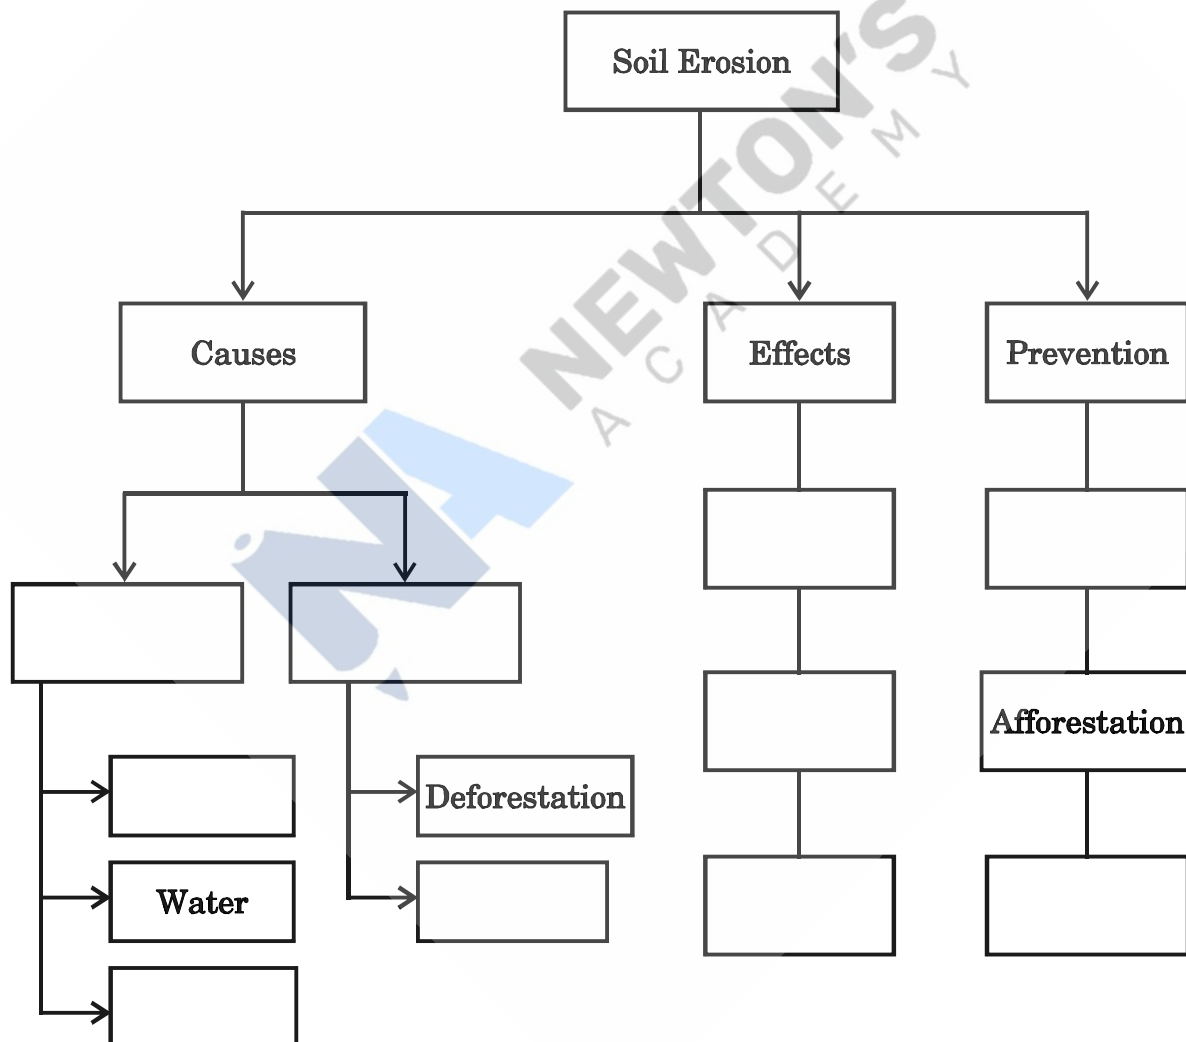 Soil Erosion
NEWTON'S
ACADEMY
Causes
Effects
Prevention
Afforestation
Deforestation
Water